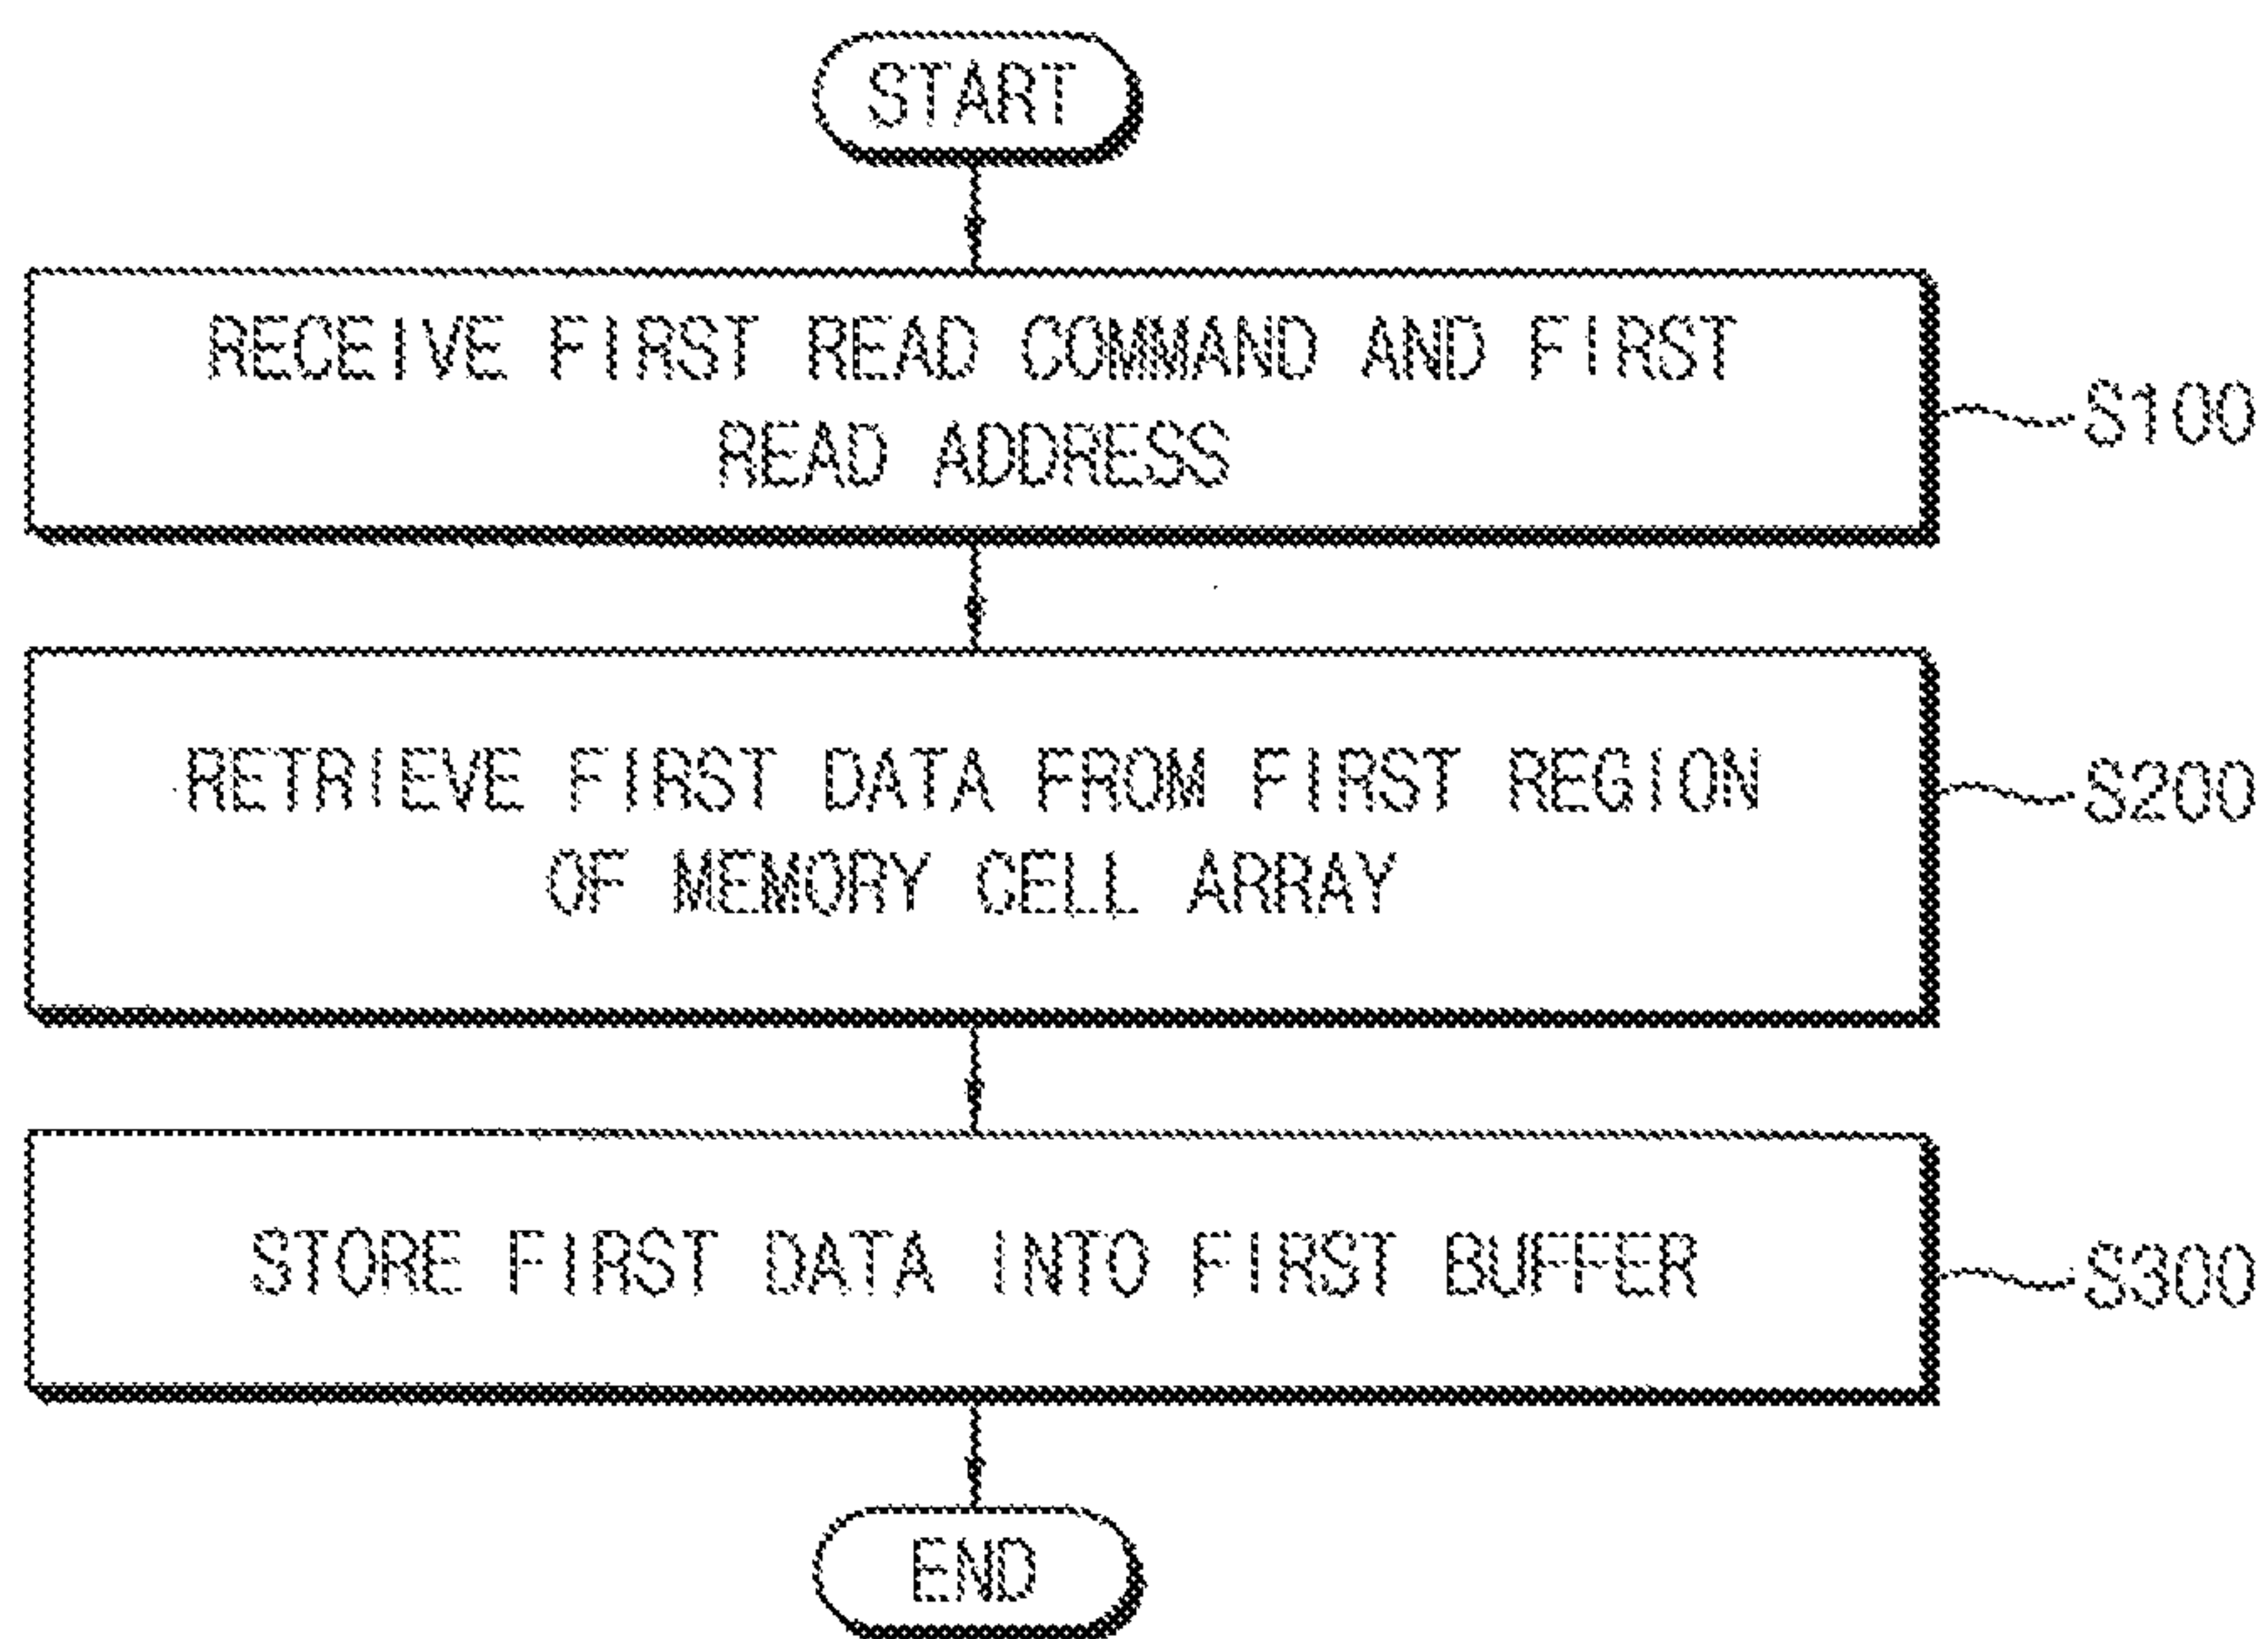 START
RECEIVE FIRST READ COMMAND AND FIRST
READ ADDRESS
S100
RETRIEVE FIRST DATA FROM FIRST REGION
OF MEMORY CELL ARRAY
S200
STORE FIRST DATA INTO FIRST BUFFER
S300
END